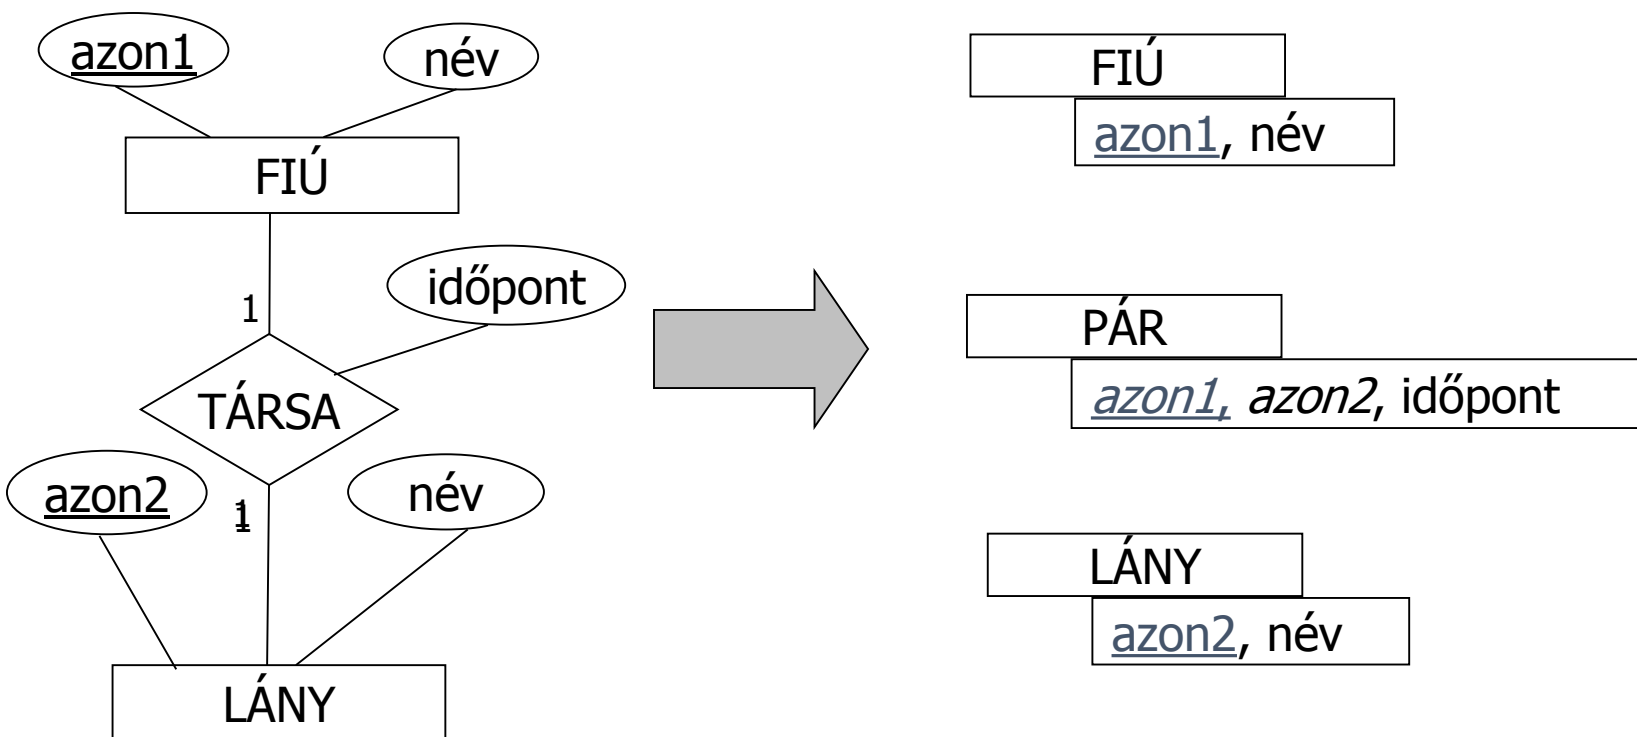 azon1
név
FIÚ
1
időpont
TÁRSA
azon2
név
1
LÁNY
FIÚ
azon1, név
PÁR
azon1, azon2, időpont
LÁNY
azon2, név